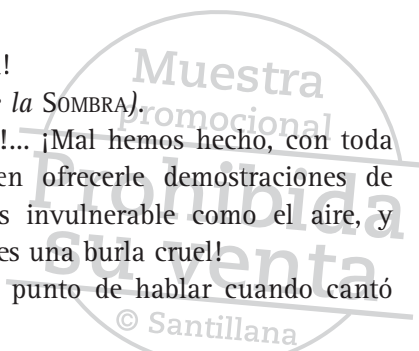 !
la SOMBRA).
!... ¡Mal hemos hecho, con toda
en ofrecerle demostraciones de
s invulnerable como el aire, y
es una burla cruel!
punto de hablar cuando cantó
Muestra
promocional
Prohibida
su venta
© Santillana